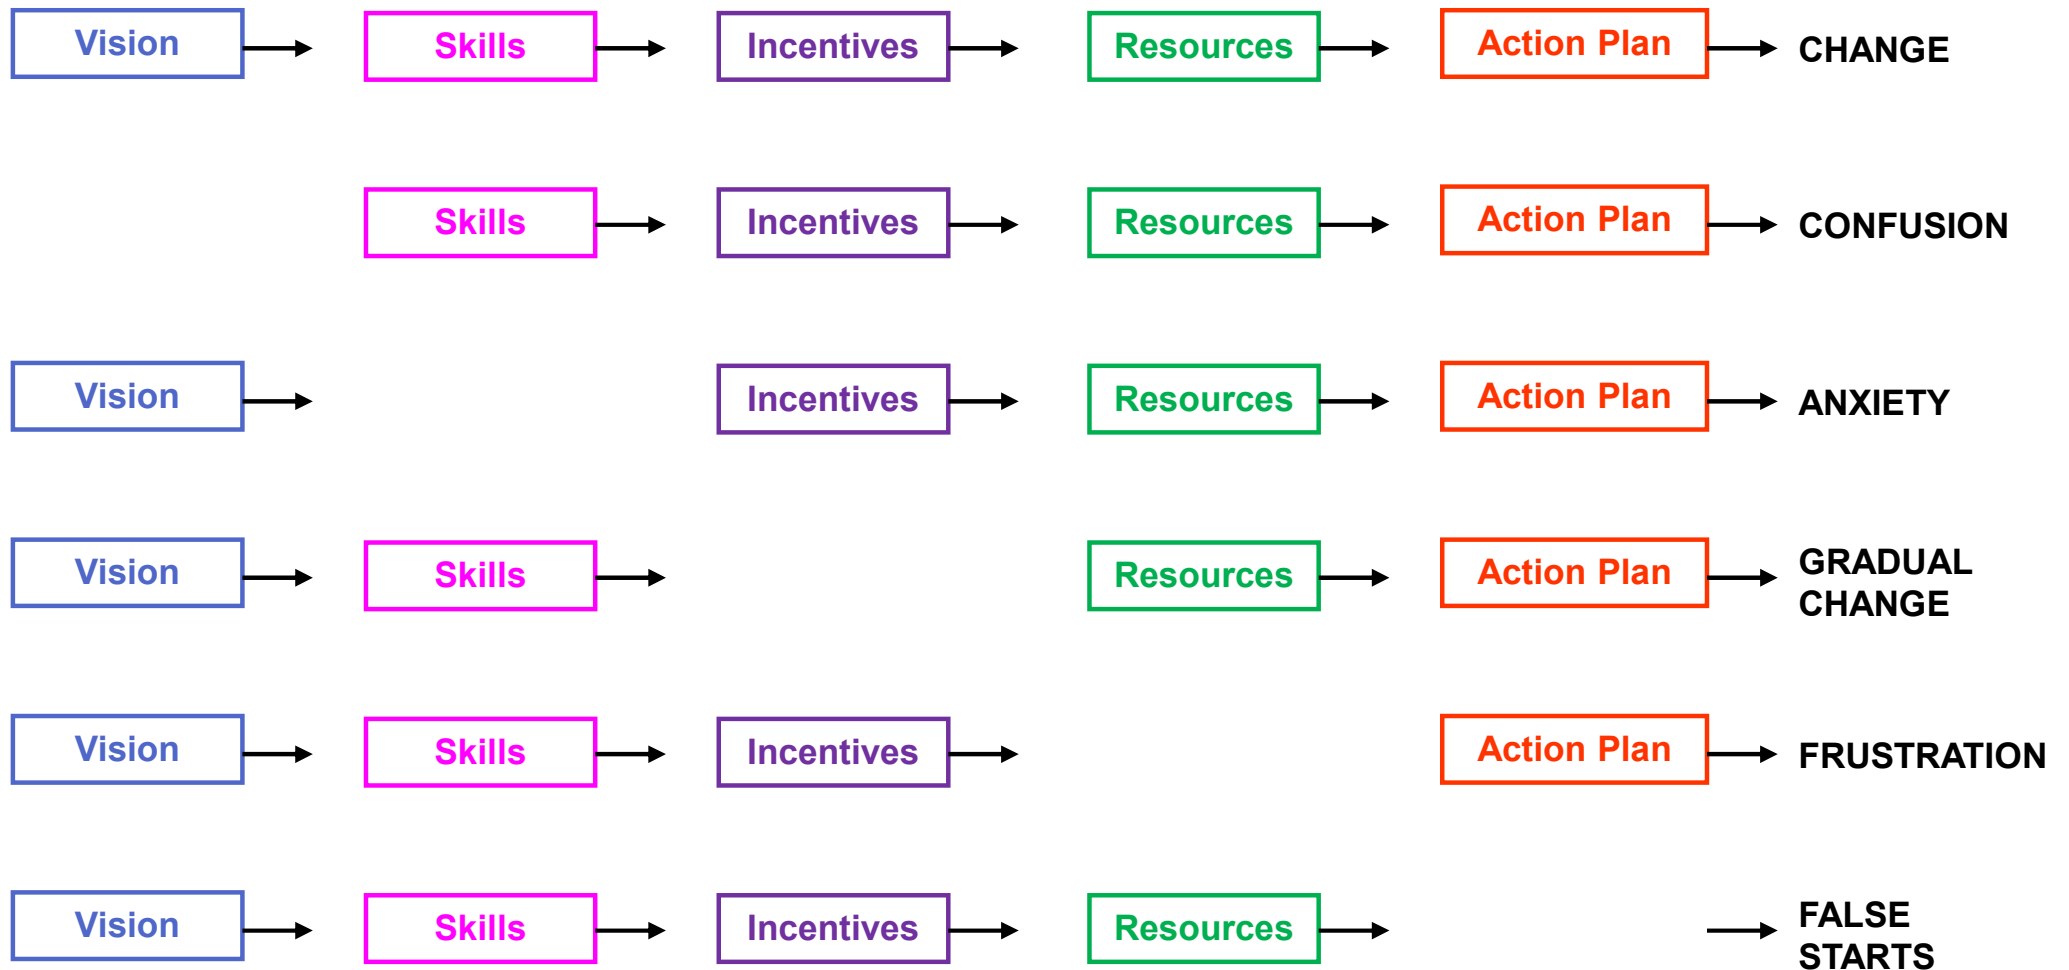 Vision Skills Incentives Resources Action Plan CHANGE
Skills Incentives Resources Action Plan CONFUSION
Vision Incentives Resources Action Plan ANXIETY
Vision Skills Resources Action Plan GRADUAL
CHANGE
Vision Skills Incentives Action Plan FRUSTRATION
Vision Skills Incentives Resources FALSE
STARTS